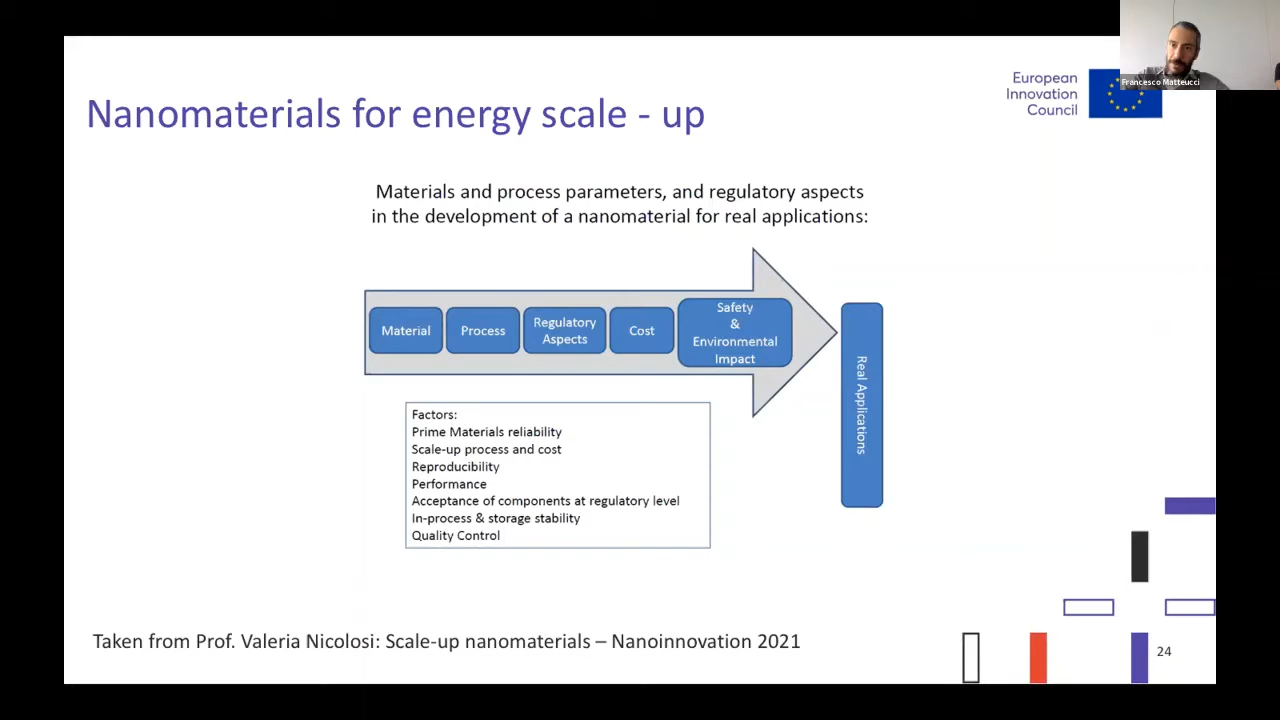 Francesco Matteucci
European
Innovation
Council
Nanomaterials for energy scale - up
Materials and process parameters, and regulatory aspects
in the development of a nanomaterial for real applications:
Material
Process
Regulatory
Aspects
Cost
Safety
&
Environmental
Impact
Real Applications
Factors:
Prime Materials reliability
Scale-up process and cost
Reproducibility
Performance
Acceptance of components at regulatory level
In-process & storage stability
Quality Control
Taken from Prof. Valeria Nicolosi: Scale-up nanomaterials – Nanoinnovation 2021
24